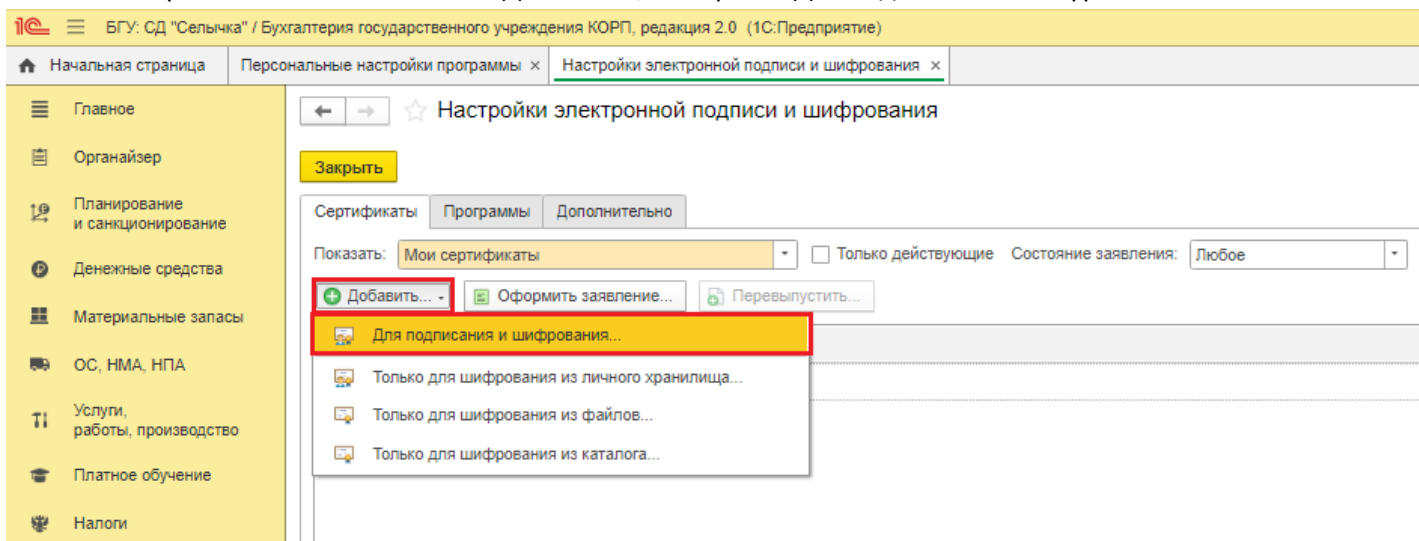 1С БГУ: СД "Селычка" / Бухгалтерия государственного учреждения КОРП, редакция 2.0 (1С:Предприятие)
Начальная страница Персональные настройки программы × Настройки электронной подписи и шифрования ×
Главное
Органайзер
Планирование
и санкционирование
Денежные средства
Материальные запасы
ОС, НМА, НПА
Услуги,
работы, производство
Платное обучение
Налоги
Настройки электронной подписи и шифрования
Закрыть
Сертификаты Программы Дополнительно
Показать: Мои сертификаты Только действующие Состояние заявления: Любое
Добавить... Оформить заявление... Перевыпустить...
Для подписания и шифрования...
Только для шифрования из личного хранилища...
Только для шифрования из файлов...
Только для шифрования из каталога...